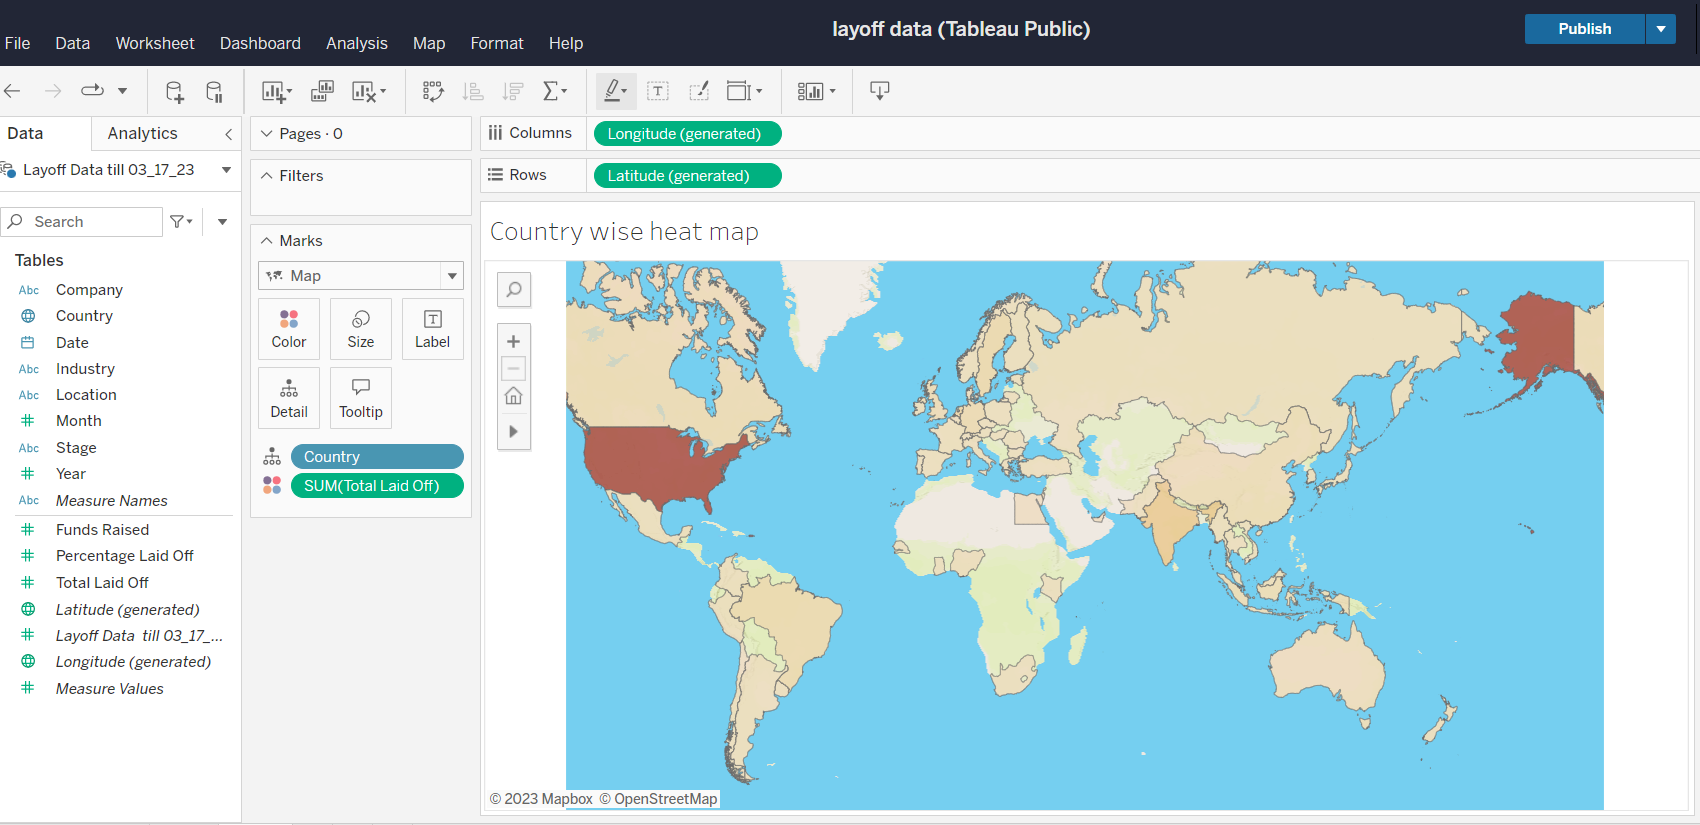 layoff data (Tableau Public)
Publish
File Data Worksheet Dashboard Analysis Map Format Help
Data Analytics
Layoff Data till 03_17_23
Search
Tables
Abc Company
Country
Date
Abc Industry
Abc Location
Month
Abc Stage
Year
Abc Measure Names
Funds Raised
Percentage Laid Off
Total Laid Off
Latitude (generated)
Layoff Data till 03_17_...
Longitude (generated)
Measure Values
Pages · 0
Filters
Marks
Map
Color Size Label
Detail Tooltip
Country
SUM(Total Laid Off)
Columns Longitude (generated)
Rows Latitude (generated)
Country wise heat map
© 2023 Mapbox © OpenStreetMap